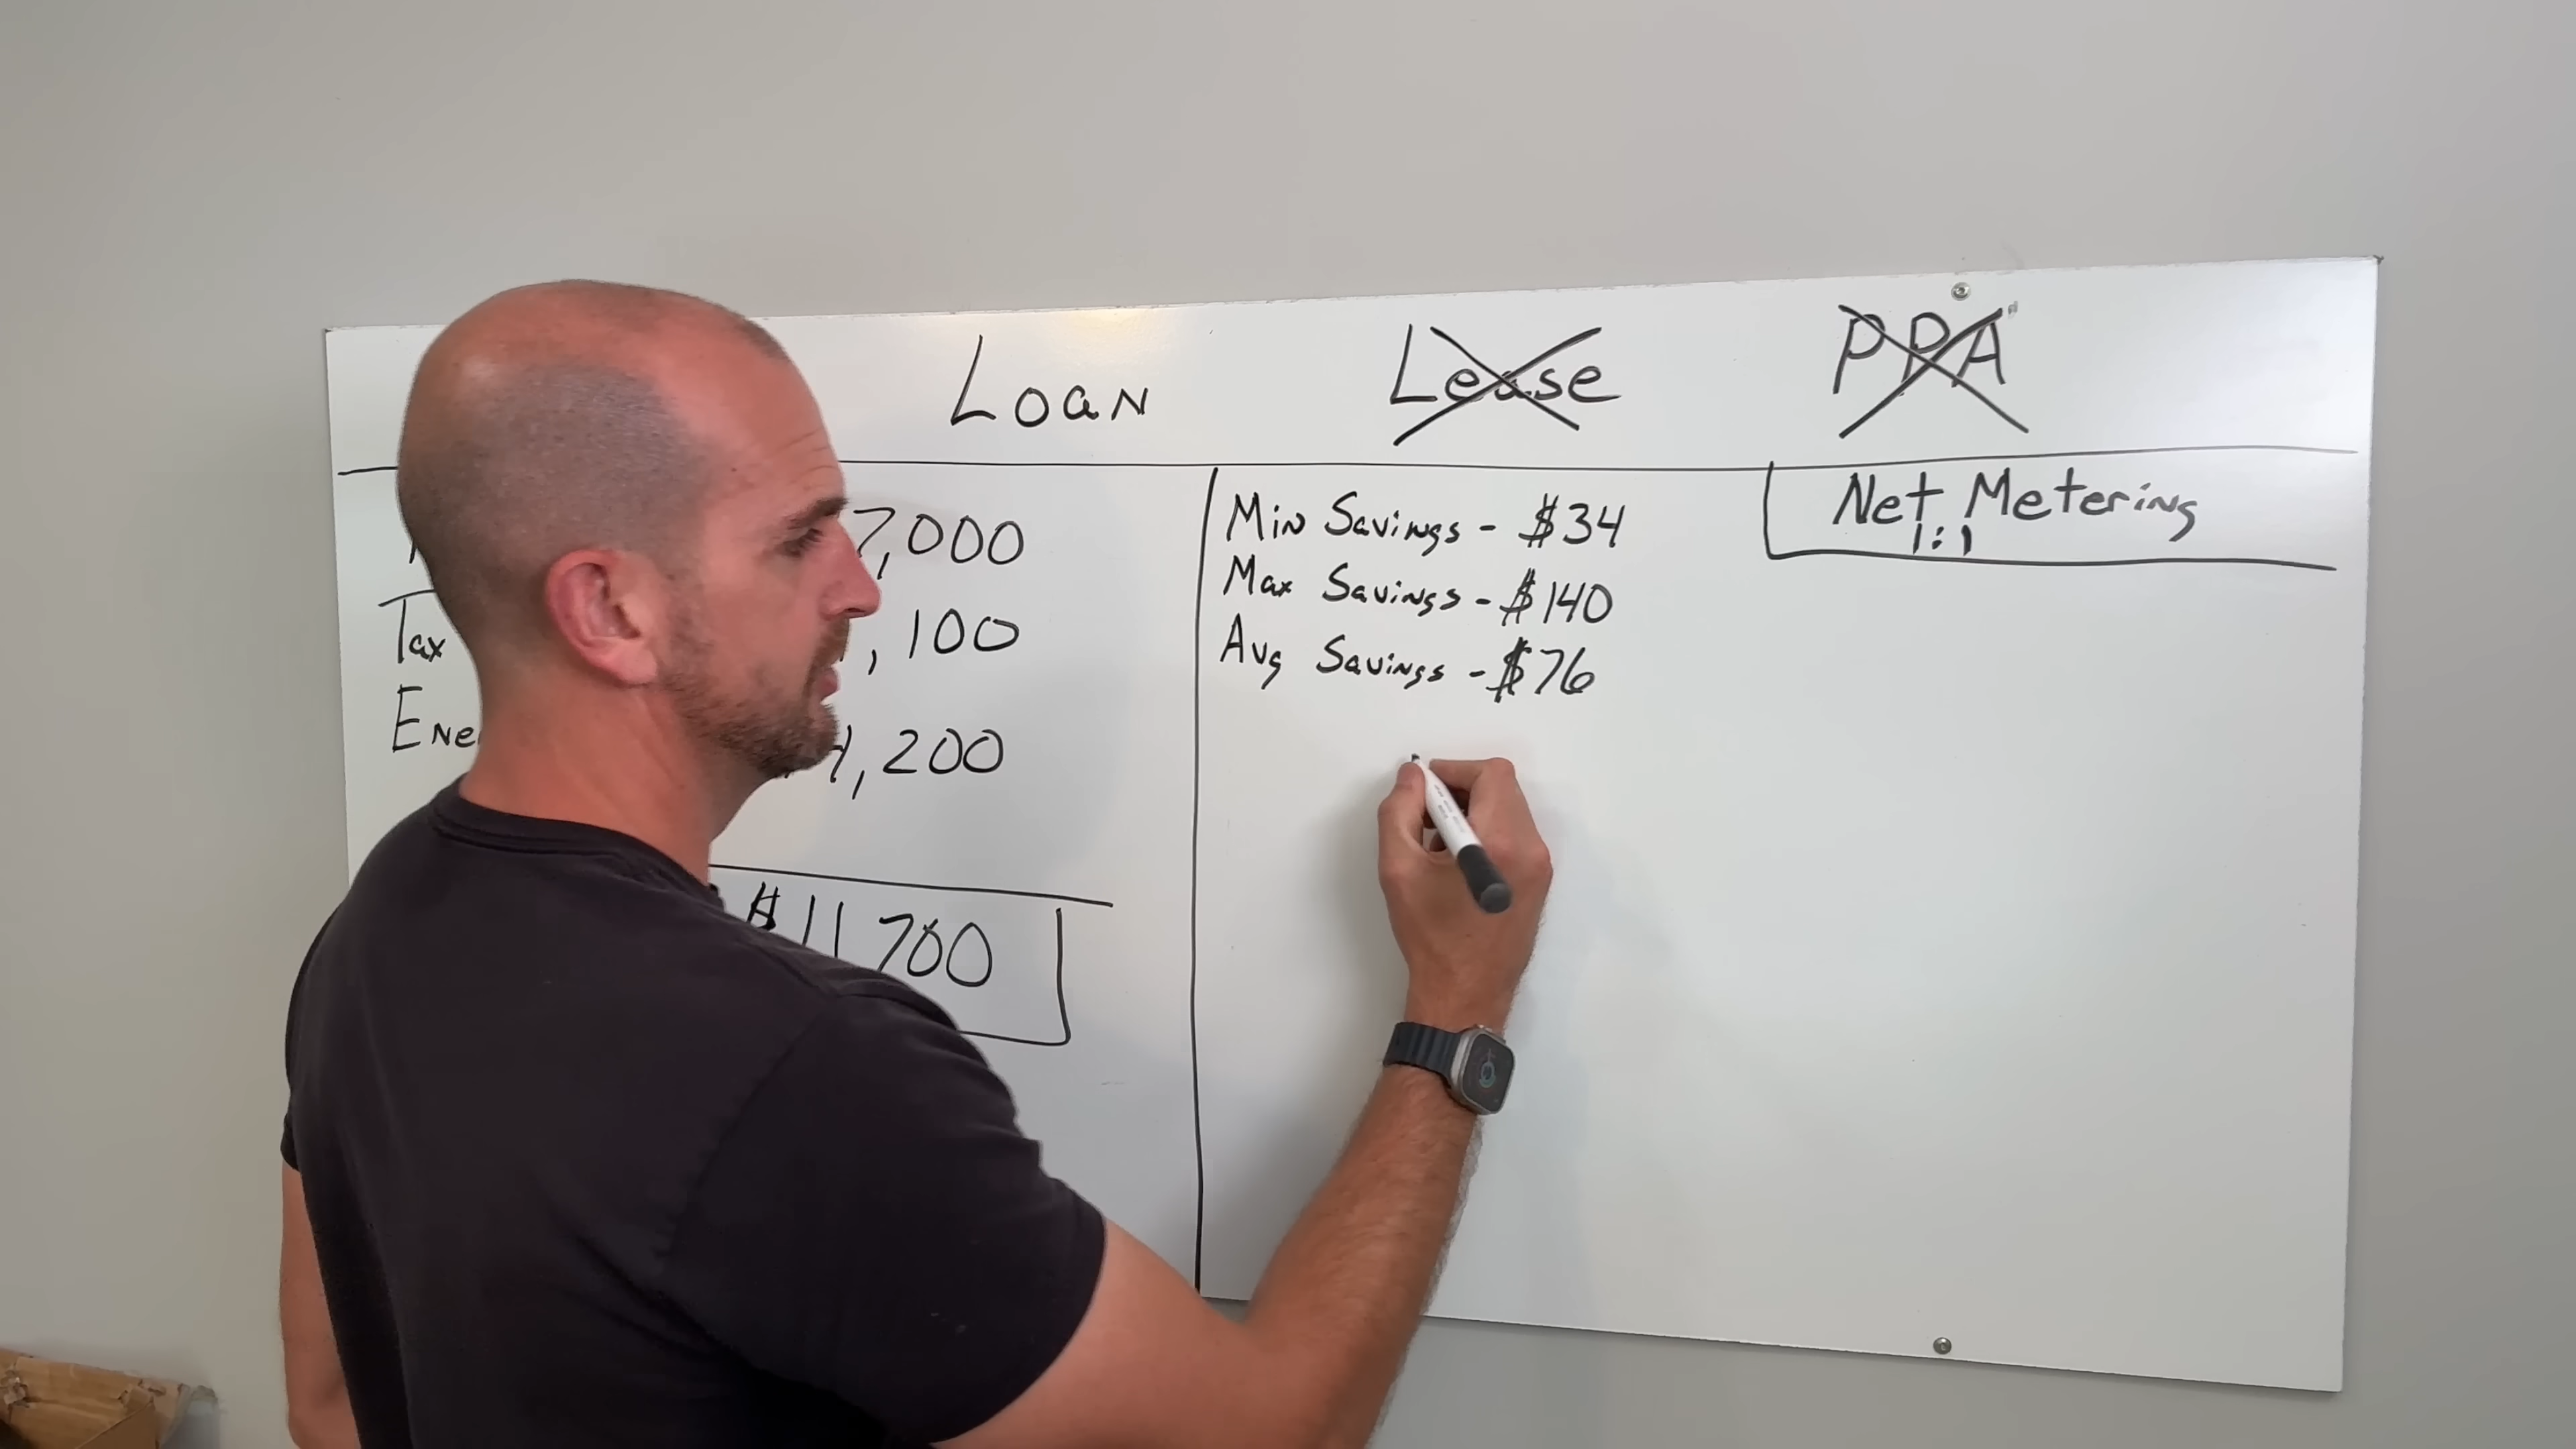 Loan Lease PPA
7,000
Tax , 100
Ene 4,200
$11,700
Min Savings - $34
Max Savings - $140
Avg Savings - $76
Net Metering
1:1